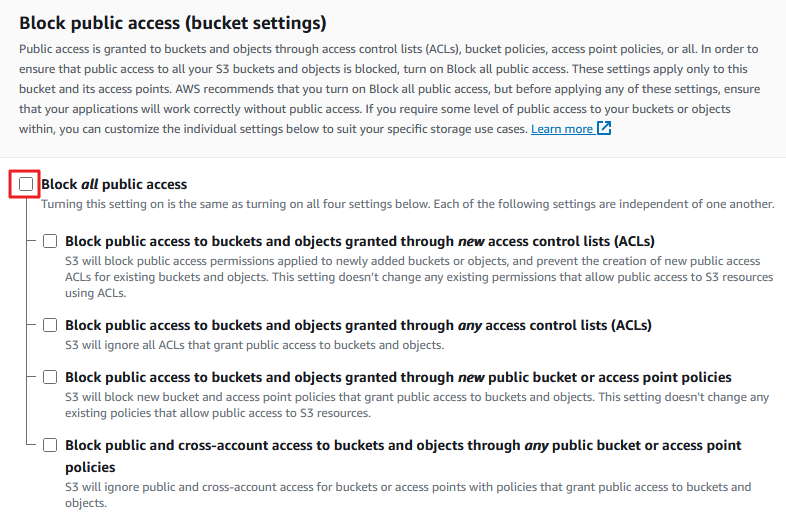 Block public access (bucket settings)
Public access is granted to buckets and objects through access control lists (ACLs), bucket policies, access point policies, or all. In order to
ensure that public access to all your S3 buckets and objects is blocked, turn on Block all public access. These settings apply only to this
bucket and its access points. AWS recommends that you turn on Block all public access, but before applying any of these settings, ensure
that your applications will work correctly without public access. If you require some level of public access to your buckets or objects
within, you can customize the individual settings below to suit your specific storage use cases. Learn more
Block all public access
Turning this setting on is the same as turning on all four settings below. Each of the following settings are independent of one another.
Block public access to buckets and objects granted through new access control lists (ACLs)
S3 will block public access permissions applied to newly added buckets or objects, and prevent the creation of new public access
ACLs for existing buckets and objects. This setting doesn't change any existing permissions that allow public access to S3 resources
using ACLs.
Block public access to buckets and objects granted through any access control lists (ACLs)
S3 will ignore all ACLs that grant public access to buckets and objects.
Block public access to buckets and objects granted through new public bucket or access point policies
S3 will block new bucket and access point policies that grant public access to buckets and objects. This setting doesn't change any
existing policies that allow public access to S3 resources.
Block public and cross-account access to buckets and objects through any public bucket or access point
policies
S3 will ignore public and cross-account access for buckets or access points with policies that grant public access to buckets and
objects.